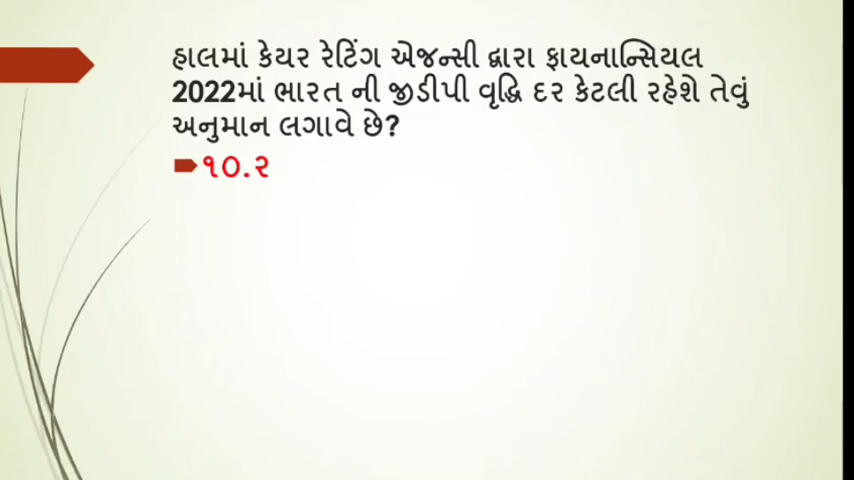 હાલમાં કેયર રેટિંગ એજન્સી દ્વારા ફાયનાન્સિયલ
2022માં ભારત ની જીડીપી વૃદ્ધિ દર કેટલી રહેશે તેવું
અનુમાન લગાવે છે?
૧૦.૨